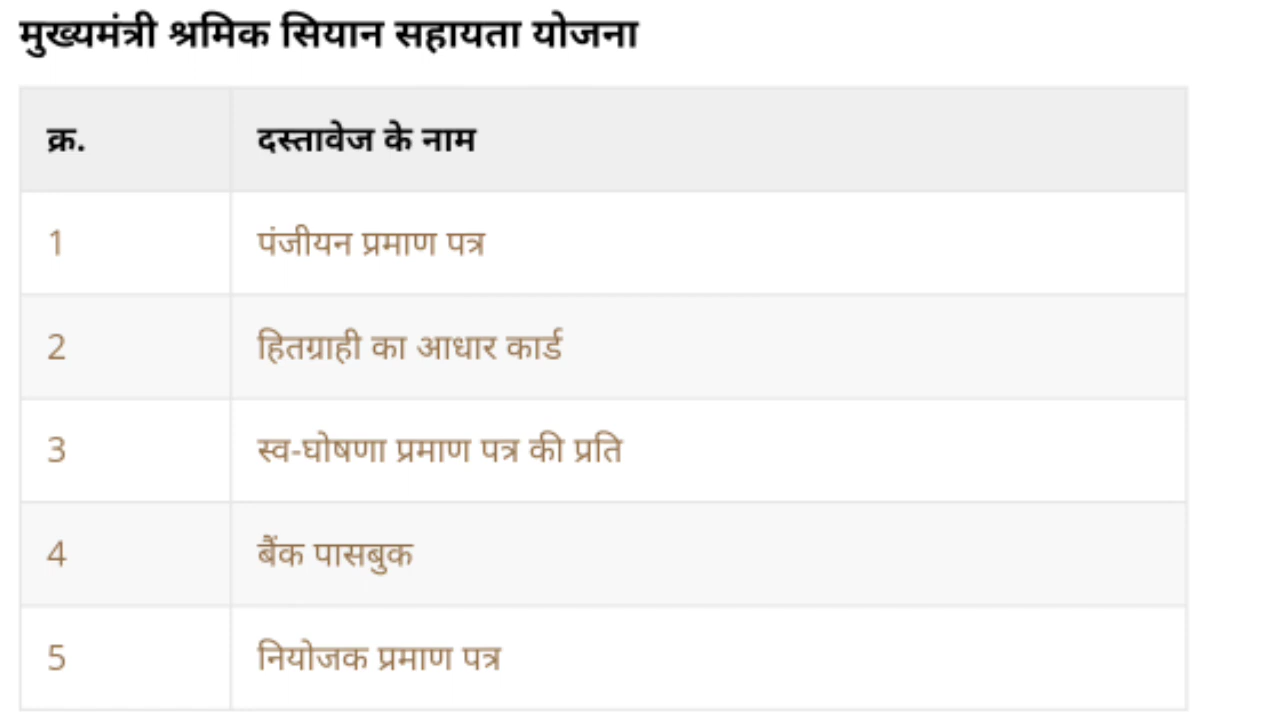 मुख्यमंत्री श्रमिक सियान सहायता योजना
क्र. दस्तावेज के नाम
1 पंजीयन प्रमाण पत्र
2 हितग्राही का आधार कार्ड
3 स्व-घोषणा प्रमाण पत्र की प्रति
4 बैंक पासबुक
5 नियोजक प्रमाण पत्र